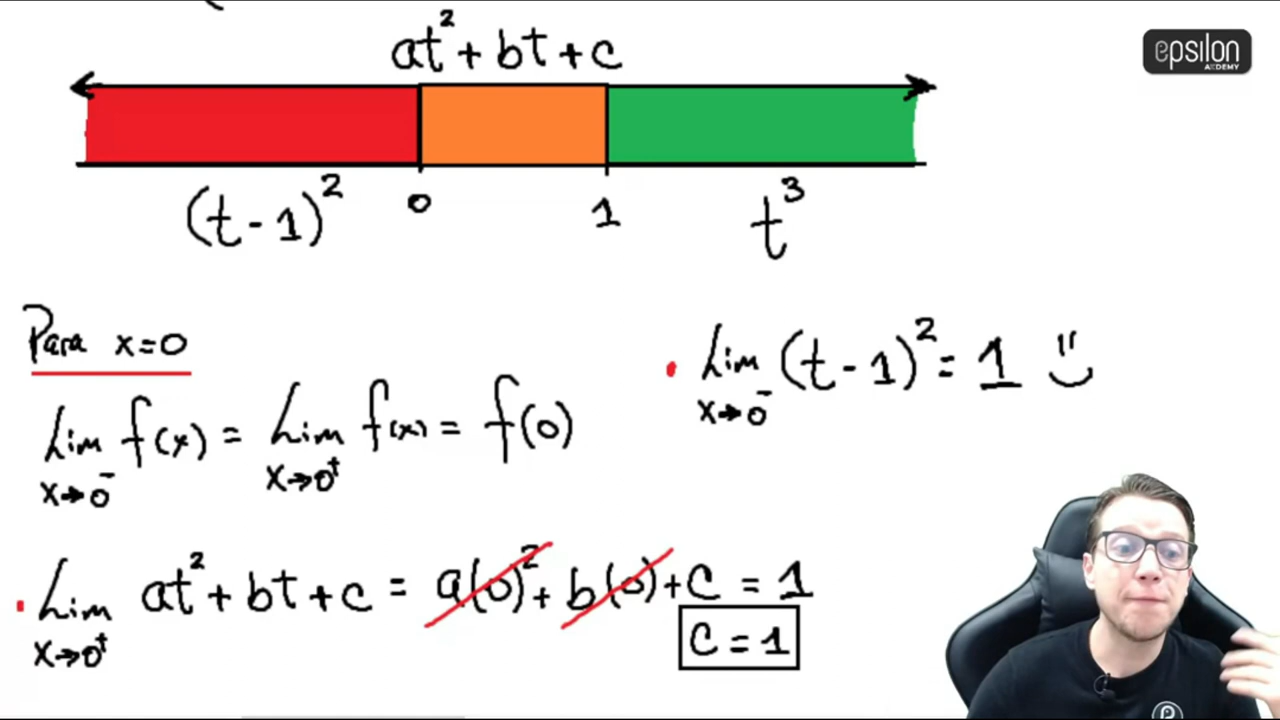 at² + bt + c
epsilon
AKDEMY
(t - 1)² 0 1 t³
Para x = 0
Lim f(x) = Lim f(x) = f(0)
x→0⁻ x→0⁺
• Lim (t - 1)² = 1
x→0⁻
• Lim at² + bt + c = a(0)² + b(0) + c = 1
x→0⁺
c = 1